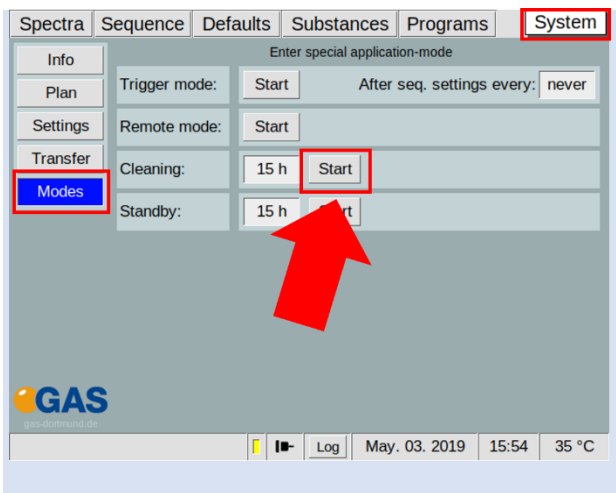 Spectra Sequence Defaults Substances Programs System
Info
Plan
Settings
Transfer
Modes
Enter special application-mode
Trigger mode: Start After seq. settings every: never
Remote mode: Start
Cleaning: 15 h Start
Standby: 15 h
GAS
gas-dortmund.de
Log May. 03. 2019 15:54 35 °C